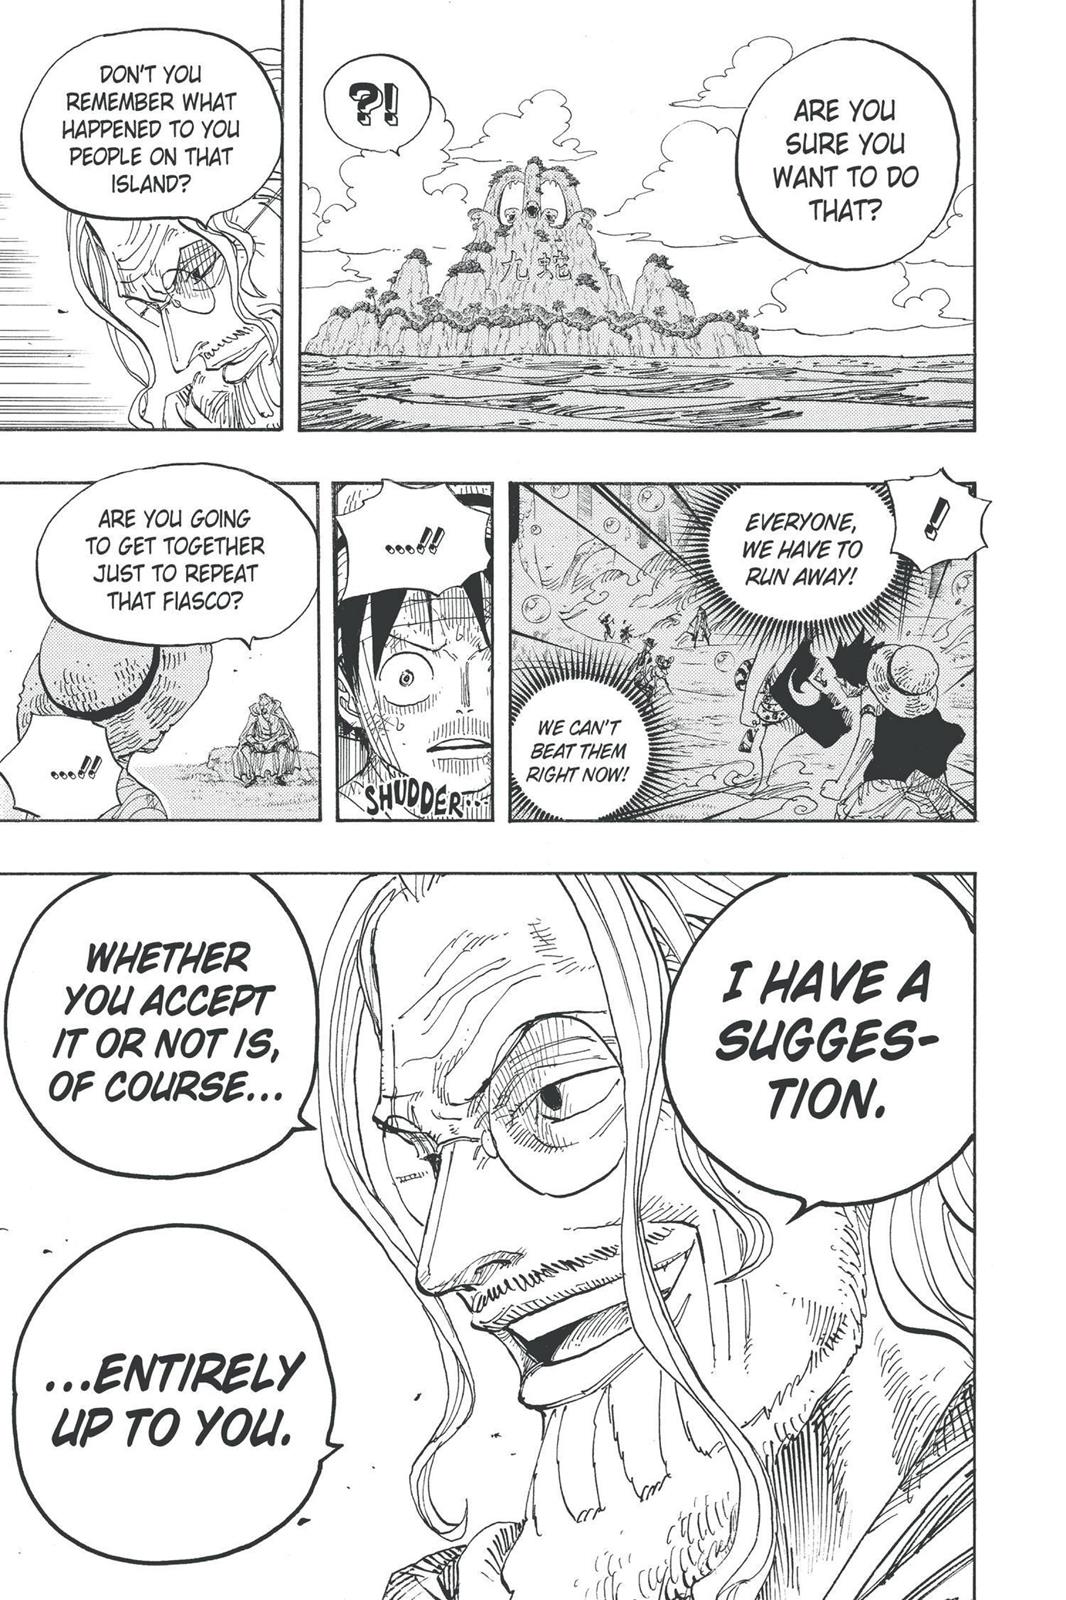 ARE YOU
SURE YOU
WANT TO DO
THAT?
?!
九蛇
DON'T YOU
REMEMBER WHAT
HAPPENED TO YOU
PEOPLE ON THAT
ISLAND?
!
EVERYONE,
WE HAVE TO
RUN AWAY!
WE CAN'T
BEAT THEM
RIGHT NOW!
....!!
SHUDDER...
ARE YOU GOING
TO GET TOGETHER
JUST TO REPEAT
THAT FIASCO?
....!!
I HAVE A
SUGGES-
TION.
WHETHER
YOU ACCEPT
IT OR NOT IS,
OF COURSE...
...ENTIRELY
UP TO YOU.